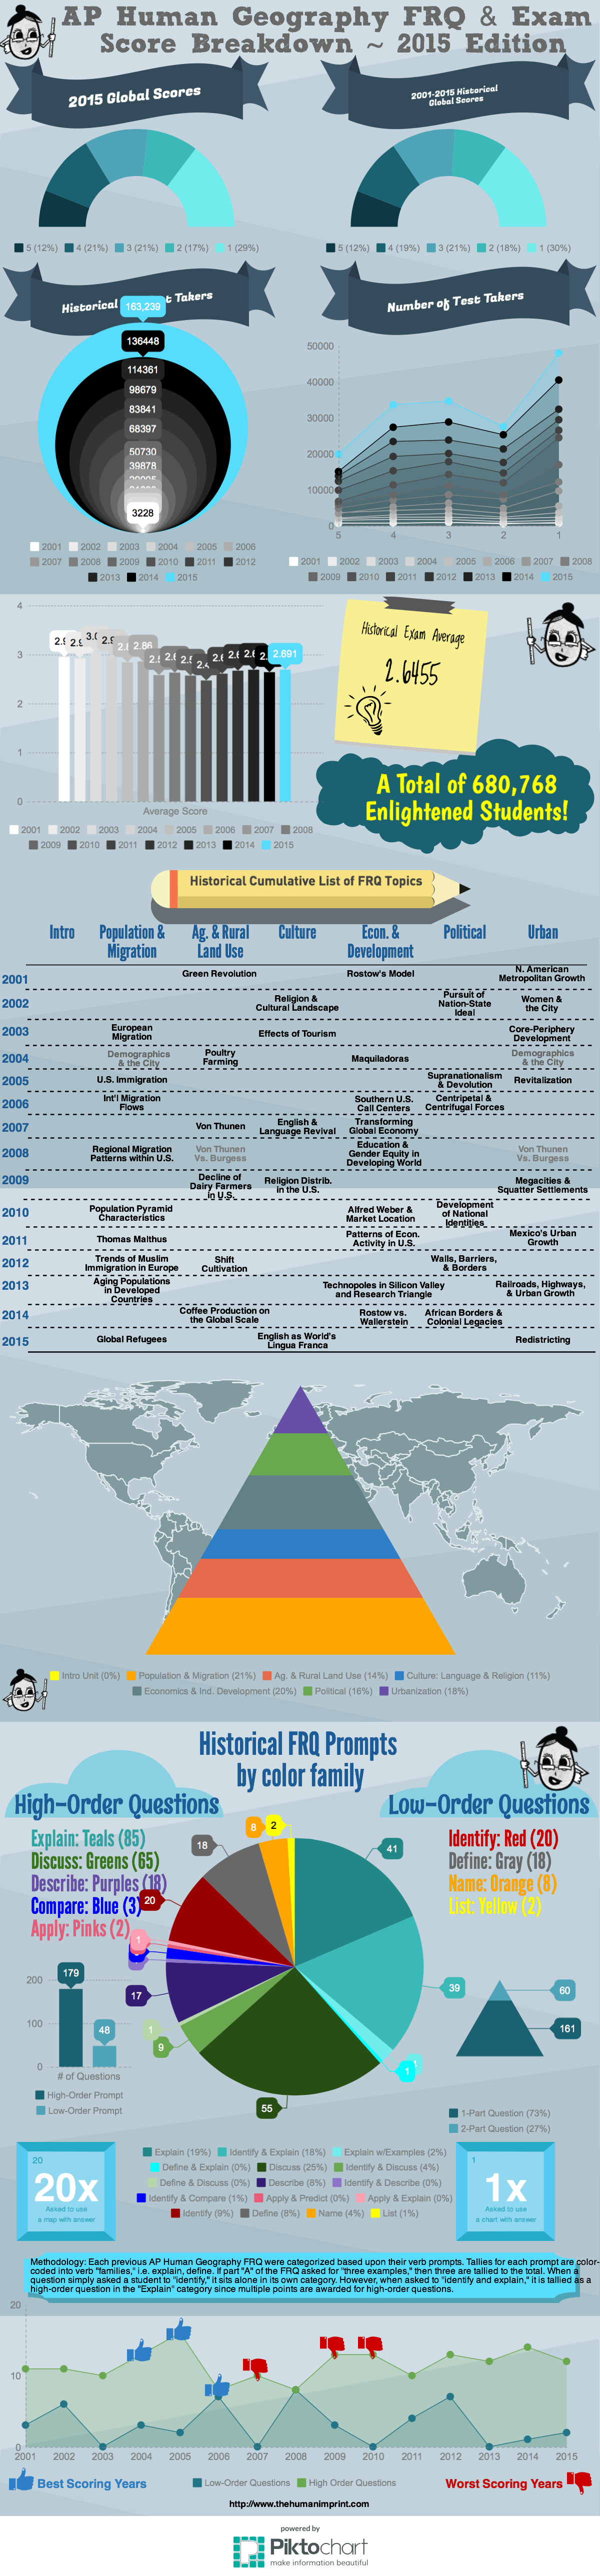 AP Human Geography FRQ & Exam
Score Breakdown ~ 2015 Edition
2015 Global Scores
2001-2015 Historical
Global Scores
5 (12%) 4 (21%) 3 (21%) 2 (17%) 1 (29%)
5 (12%) 4 (19%) 3 (21%) 2 (18%) 1 (30%)
Historical t Takers
163,239
136448
114361
98679
83841
68397
50730
39878
3228
2001 2002 2003 2004 2005 2006
2007 2008 2009 2010 2011 2012
2013 2014 2015
Number of Test Takers
50000
40000
30000
20000
10000
0
5 4 3 2 1
2001 2002 2003 2004 2005 2006 2007 2008
2009 2010 2011 2012 2013 2014 2015
4
3
2
1
0
2.86
2.691
Average Score
2001 2002 2003 2004 2005 2006 2007 2008
2009 2010 2011 2012 2013 2014 2015
Historical Exam Average
2.6455
A Total of 680,768
Enlightened Students!
Historical Cumulative List of FRQ Topics
Intro
Population &
Migration
Ag. & Rural
Land Use
Culture
Econ. &
Development
Political
Urban
2001
Green Revolution
Rostow's Model
N. American
Metropolitan Growth
2002
Religion &
Cultural Landscape
Pursuit of
Nation-State
Ideal
Women &
the City
2003
European
Migration
Effects of Tourism
Core-Periphery
Development
2004
Demographics
& the City
Poultry
Farming
Maquiladoras
Demographics
& the City
2005
U.S. Immigration
Supranationalism
& Devolution
Revitalization
2006
Int'l Migration
Flows
Southern U.S.
Call Centers
Centripetal &
Centrifugal Forces
2007
Von Thunen
English &
Language Revival
Transforming
Global Economy
2008
Regional Migration
Patterns within U.S.
Von Thunen
Vs. Burgess
Education &
Gender Equity in
Developing World
Von Thunen
Vs. Burgess
2009
Decline of
Dairy Farmers
in U.S.
Religion Distrib.
in the U.S.
Megacities &
Squatter Settlements
2010
Population Pyramid
Characteristics
Alfred Weber &
Market Location
Development
of National
Identities
2011
Thomas Malthus
Patterns of Econ.
Activity in U.S.
Mexico's Urban
Growth
2012
Trends of Muslim
Immigration in Europe
Shift
Cultivation
Walls, Barriers,
& Borders
2013
Aging Populations
in Developed
Countries
Technopoles in Silicon Valley
and Research Triangle
Railroads, Highways,
& Urban Growth
2014
Coffee Production on
the Global Scale
Rostow vs.
Wallerstein
African Borders &
Colonial Legacies
2015
Global Refugees
English as World's
Lingua Franca
Redistricting
Intro Unit (0%) Population & Migration (21%) Ag. & Rural Land Use (14%) Culture: Language & Religion (11%)
Economics & Ind. Development (20%) Political (16%) Urbanization (18%)
Historical FRQ Prompts
by color family
High-Order Questions
Low-Order Questions
Explain: Teals (85)
Discuss: Greens (65)
Describe: Purples (18)
Compare: Blue (3)
Apply: Pinks (2)
Identify: Red (20)
Define: Gray (18)
Name: Orange (8)
List: Yellow (2)
41
39
1
55
9
1
17
1
20
18
8
2
200
100
0
179
48
# of Questions
High-Order Prompt
Low-Order Prompt
60
161
1-Part Question (73%)
2-Part Question (27%)
Explain (19%) Identify & Explain (18%) Explain w/Examples (2%)
Define & Explain (0%) Discuss (25%) Identify & Discuss (4%)
Define & Discuss (0%) Describe (8%) Identify & Describe (0%)
Identify & Compare (1%) Apply & Predict (0%) Apply & Explain (0%)
Identify (9%) Define (8%) Name (4%) List (1%)
20
20x
Asked to use
a map with answer
1
1x
Asked to use
a chart with answer
Methodology: Each previous AP Human Geography FRQ were categorized based upon their verb prompts. Tallies for each prompt are color-
coded into verb "families," i.e. explain, define. If part "A" of the FRQ asked for "three examples," then three are tallied to the total. When a
question simply asked a student to "identify," it sits alone in its own category. However, when asked to "identify and explain," it is tallied as a
high-order question in the "Explain" category since multiple points are awarded for high-order questions.
20
10
0
2001 2002 2003 2004 2005 2006 2007 2008 2009 2010 2011 2012 2013 2014 2015
Best Scoring Years
Low-Order Questions High Order Questions
Worst Scoring Years
http://www.thehumanimprint.com
powered by
Piktochart
make information beautiful